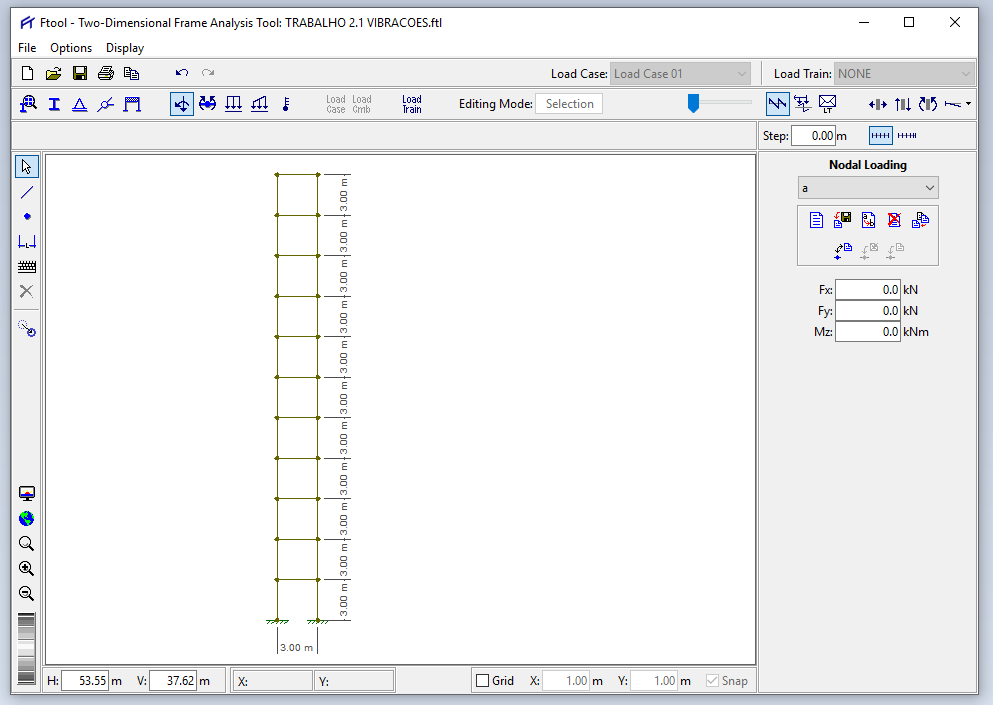 Ftool - Two-Dimensional Frame Analysis Tool: TRABALHO 2.1 VIBRACOES.ftl
File Options Display
Load Case: Load Case 01 Load Train: NONE
Load Case Load Cmb Load Train Editing Mode: Selection LT
Step: 0.00 m
Nodal Loading
a
Fx: 0.0 kN
Fy: 0.0 kN
Mz: 0.0 kNm
3.00 m
3.00 m
3.00 m
3.00 m
3.00 m
3.00 m
3.00 m
3.00 m
3.00 m
3.00 m
3.00 m
3.00 m
H: 53.55 m V: 37.62 m X: Y: Grid X: 1.00 m Y: 1.00 m Snap